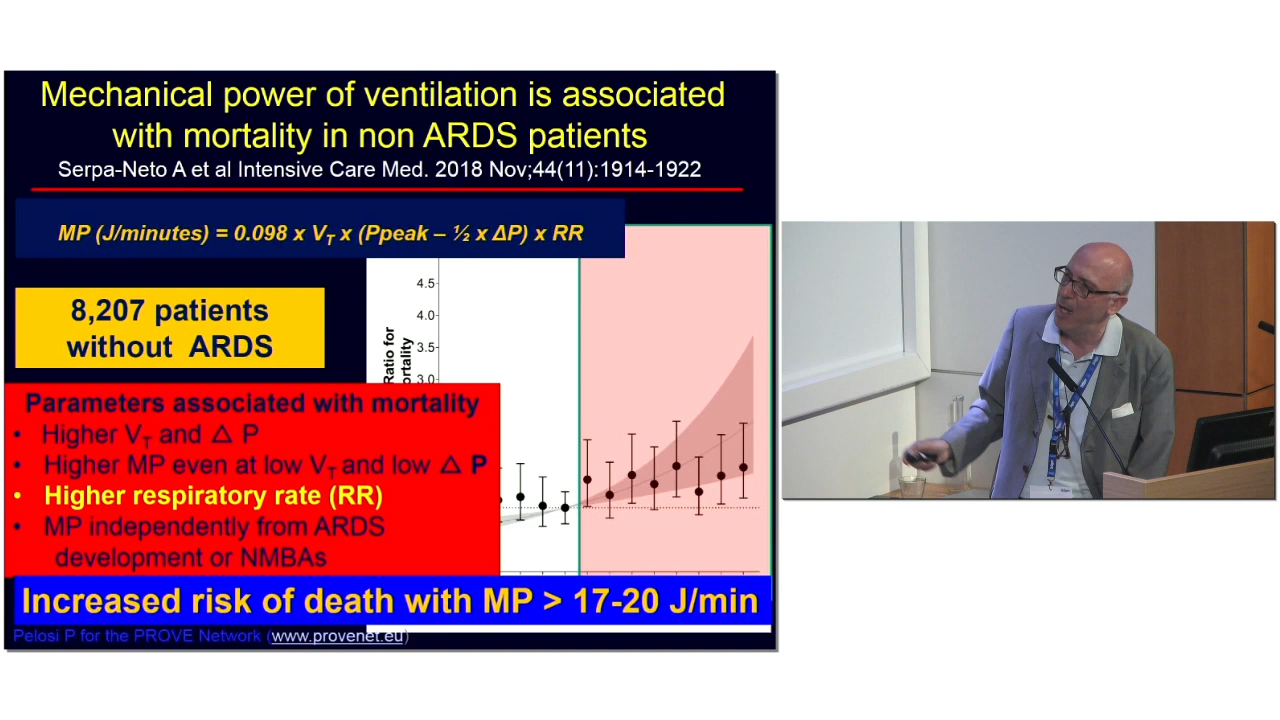 Mechanical power of ventilation is associated
with mortality in non ARDS patients
Serpa-Neto A et al Intensive Care Med. 2018 Nov;44(11):1914-1922
MP (J/minutes) = 0.098 x VT x (Ppeak – ½ x ΔP) x RR
8,207 patients
without ARDS
4.5
4.0
3.5
3.0
Ratio for
ortality
Parameters associated with mortality
• Higher VT and △ P
• Higher MP even at low VT and low △ P
• Higher respiratory rate (RR)
• MP independently from ARDS
development or NMBAs
Increased risk of death with MP > 17-20 J/min
Pelosi P for the PROVE Network (www.provenet.eu)